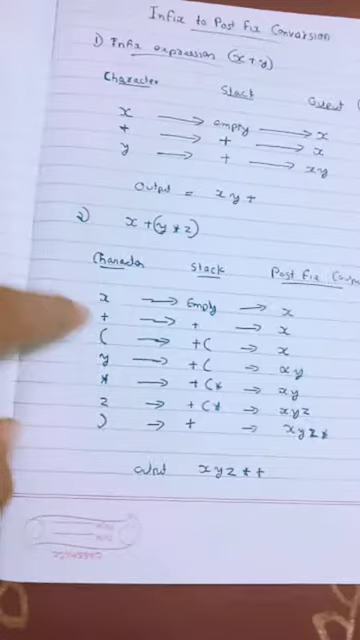 Infix to Post fix Conversion
1) Infix expression (x+y)
Character Stack Output (
x → empty → x
+ → + → x
y → + → xy
Output = xy+
2) x+(y*z)
Character Stack Post Fix (Outpu
x → Empty → x
+ → + → x
( → +( → x
y → +( → xy
* → +(* → xy
z → +(* → xyz
) → + → xyz*
output xyz*+